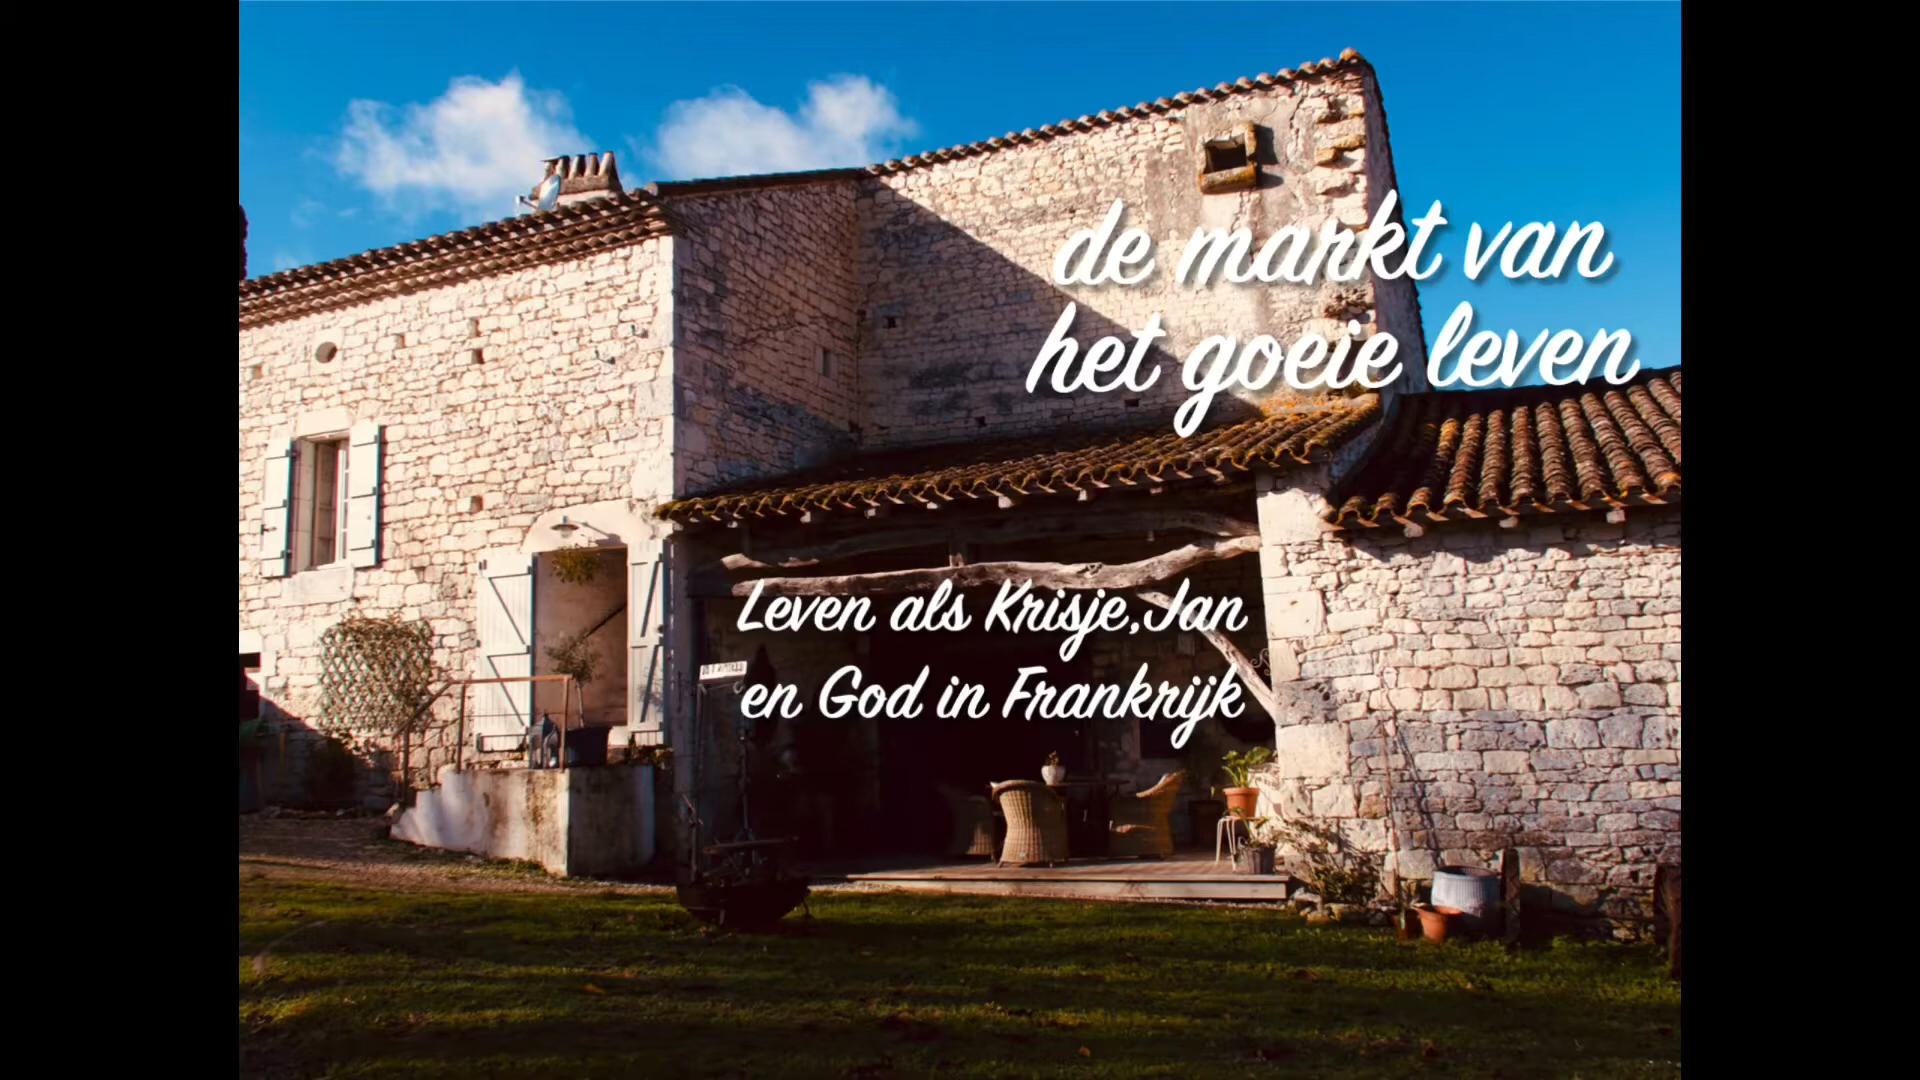 de markt van
het goeie leven
Leven als Krisje,Jan
en God in Frankrijk